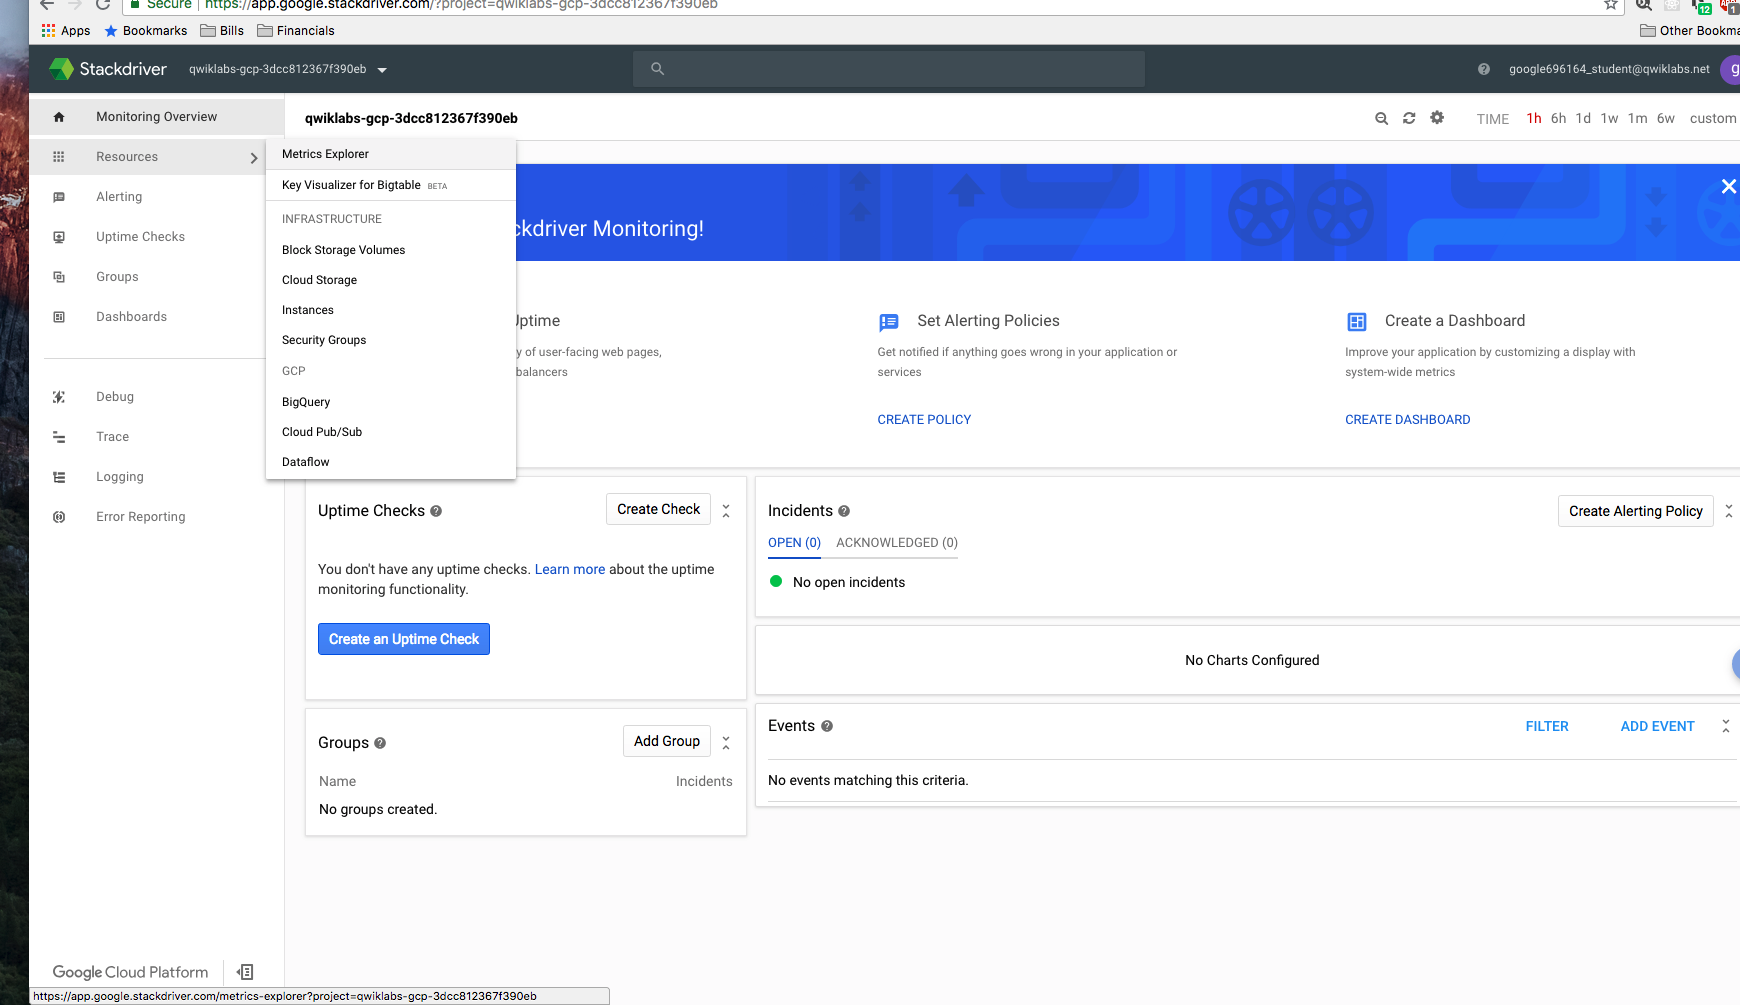 Secure | https://app.google.stackdriver.com/?project=qwiklabs-gcp-3dcc812367f390eb
12
1
Apps Bookmarks Bills Financials Other Bookma
Stackdriver qwiklabs-gcp-3dcc812367f390eb google696164_student@qwiklabs.net g
Monitoring Overview
Resources
Alerting
Uptime Checks
Groups
Dashboards
Debug
Trace
Logging
Error Reporting
Google Cloud Platform
Metrics Explorer
Key Visualizer for Bigtable BETA
INFRASTRUCTURE
Block Storage Volumes
Cloud Storage
Instances
Security Groups
GCP
BigQuery
Cloud Pub/Sub
Dataflow
qwiklabs-gcp-3dcc812367f390eb TIME 1h 6h 1d 1w 1m 6w custom
ckdriver Monitoring!
Uptime
y of user-facing web pages,
balancers
Set Alerting Policies
Get notified if anything goes wrong in your application or
services
CREATE POLICY
Create a Dashboard
Improve your application by customizing a display with
system-wide metrics
CREATE DASHBOARD
Uptime Checks Create Check
You don't have any uptime checks. Learn more about the uptime
monitoring functionality.
Create an Uptime Check
Groups Add Group
Name Incidents
No groups created.
Incidents Create Alerting Policy
OPEN (0) ACKNOWLEDGED (0)
No open incidents
No Charts Configured
Events FILTER ADD EVENT
No events matching this criteria.
https://app.google.stackdriver.com/metrics-explorer?project=qwiklabs-gcp-3dcc812367f390eb